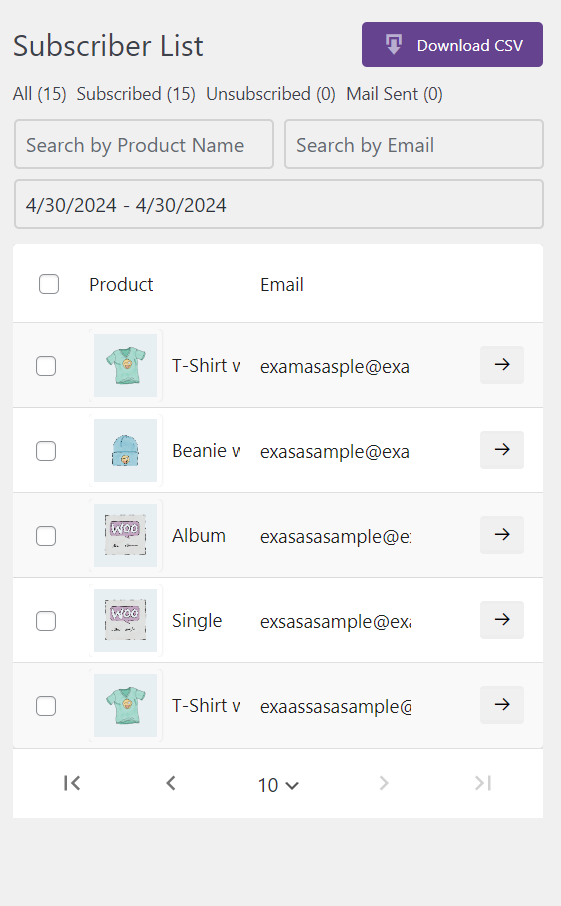 Subscriber List
Download CSV
All (15) Subscribed (15) Unsubscribed (0) Mail Sent (0)
Search by Product Name
Search by Email
4/30/2024 - 4/30/2024
Product Email
T-Shirt w examasasple@exa
Beanie w exasasample@exa
WOO
Album exasasasample@e
WOO
Single exsasasample@exa
T-Shirt w exaassasasample@
10